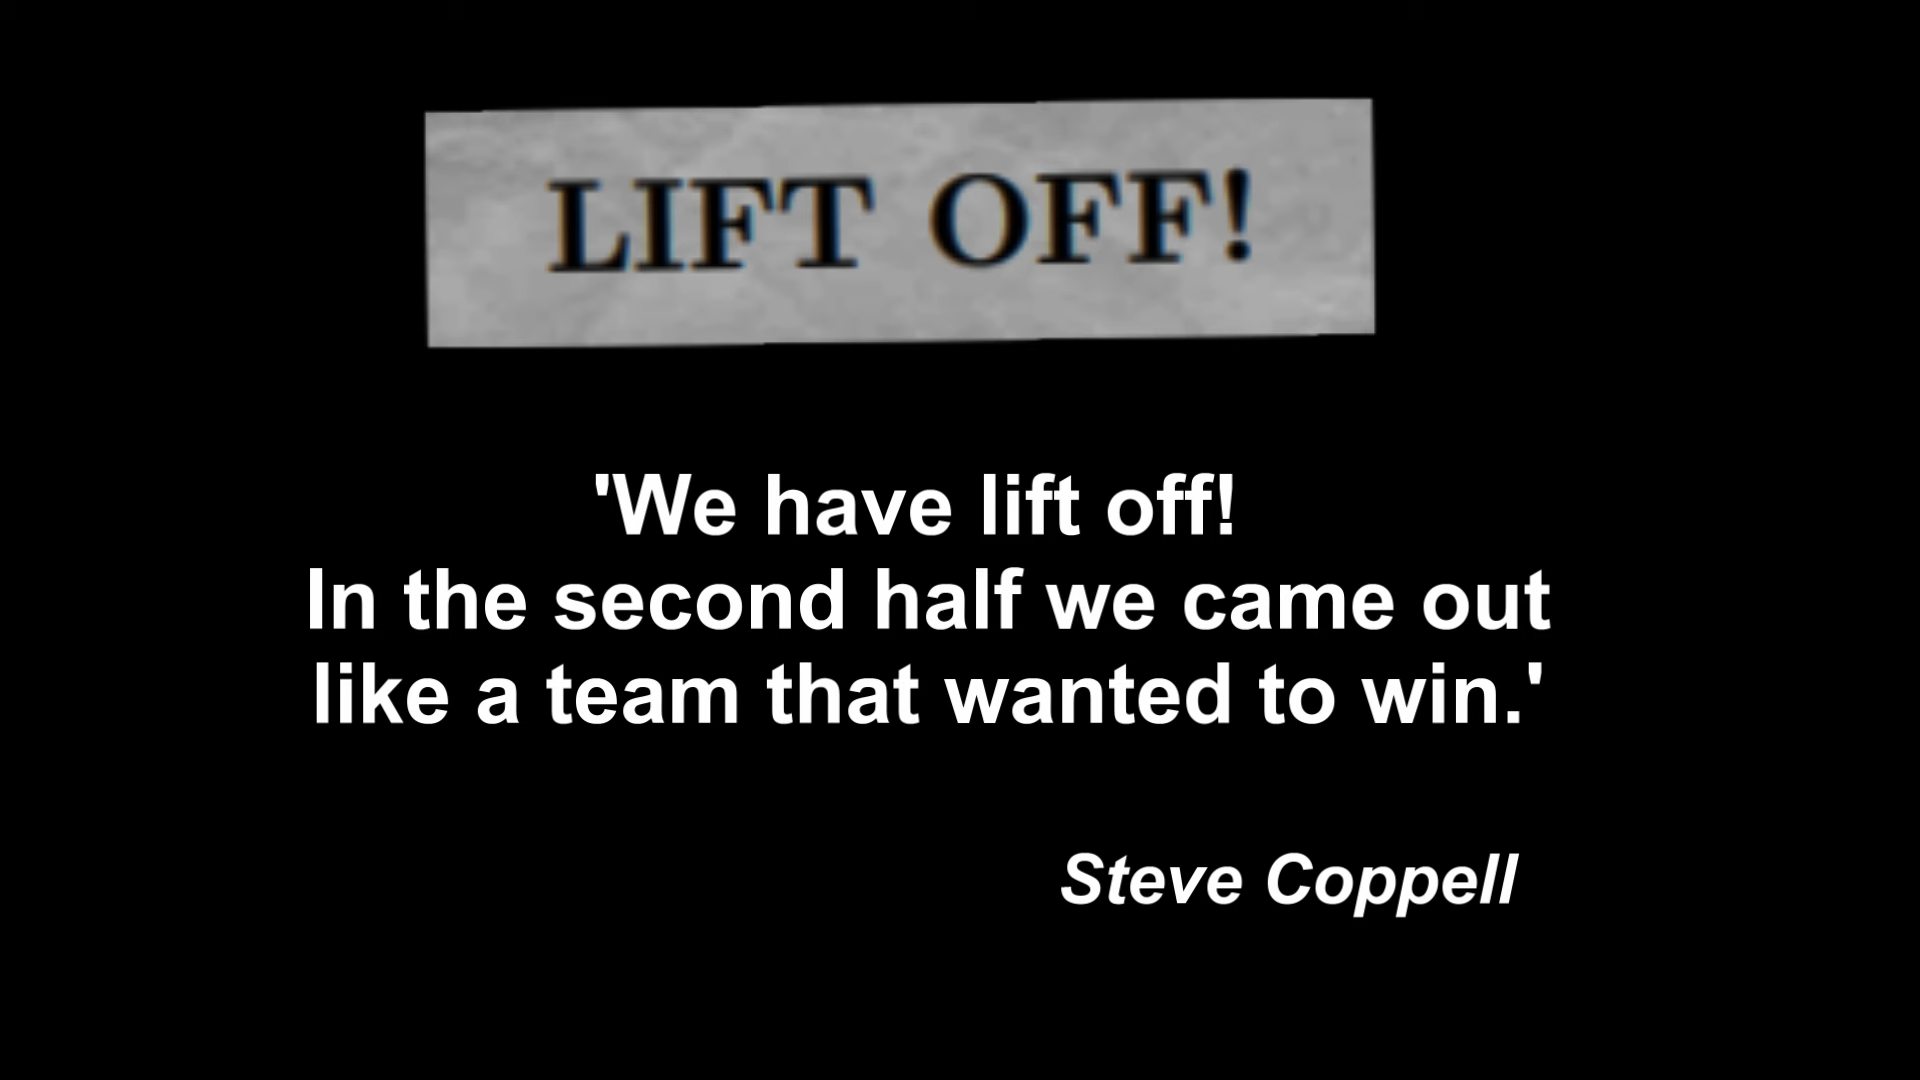 LIFT OFF!
'We have lift off!
In the second half we came out
like a team that wanted to win.'
Steve Coppell